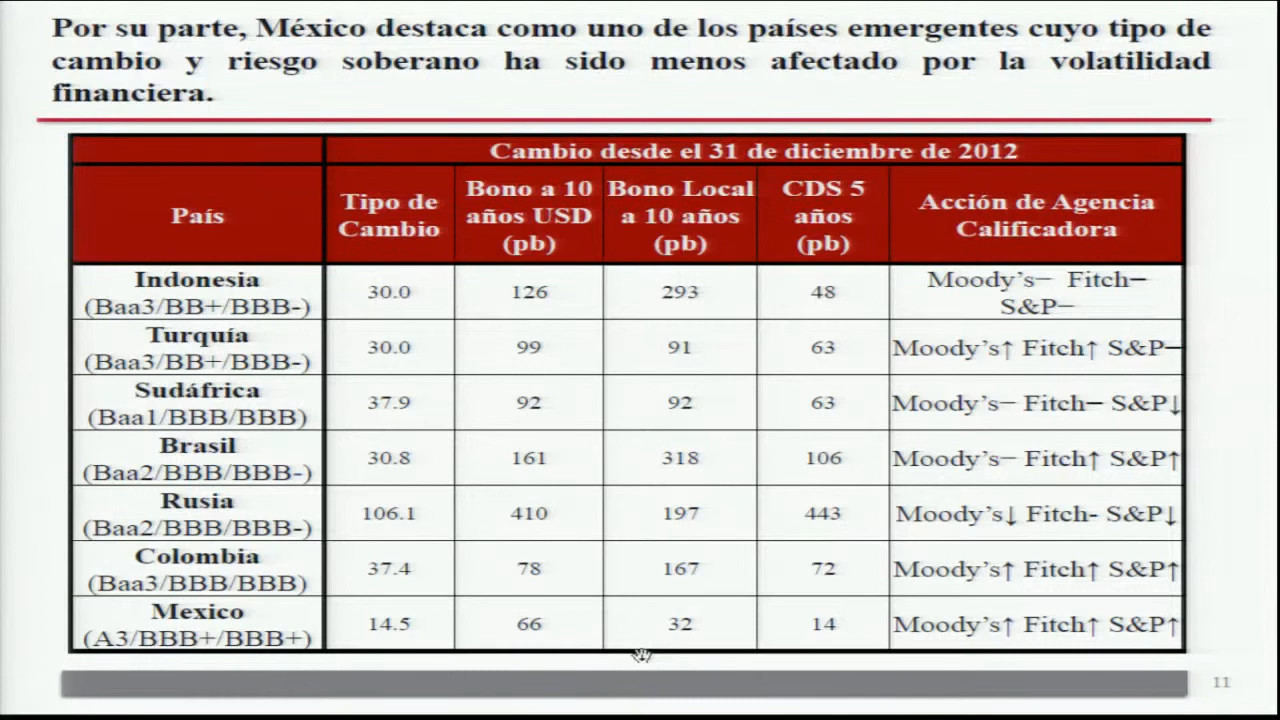 Por su parte, México destaca como uno de los países emergentes cuyo tipo de
cambio y riesgo soberano ha sido menos afectado por la volatilidad
financiera.
Cambio desde el 31 de diciembre de 2012
País Tipo de Cambio Bono a 10 años USD (pb) Bono Local a 10 años (pb) CDS 5 años (pb) Acción de Agencia Calificadora
Indonesia
(Baa3/BB+/BBB-) 30.0 126 293 48 Moody's− Fitch− S&P−
Turquía
(Baa3/BB+/BBB-) 30.0 99 91 63 Moody's↑ Fitch↑ S&P−
Sudáfrica
(Baa1/BBB/BBB) 37.9 92 92 63 Moody's− Fitch− S&P↓
Brasil
(Baa2/BBB/BBB-) 30.8 161 318 106 Moody's− Fitch↑ S&P↑
Rusia
(Baa2/BBB/BBB-) 106.1 410 197 443 Moody's↓ Fitch- S&P↓
Colombia
(Baa3/BBB/BBB) 37.4 78 167 72 Moody's↑ Fitch↑ S&P↑
Mexico
(A3/BBB+/BBB+) 14.5 66 32 14 Moody's↑ Fitch↑ S&P↑
11